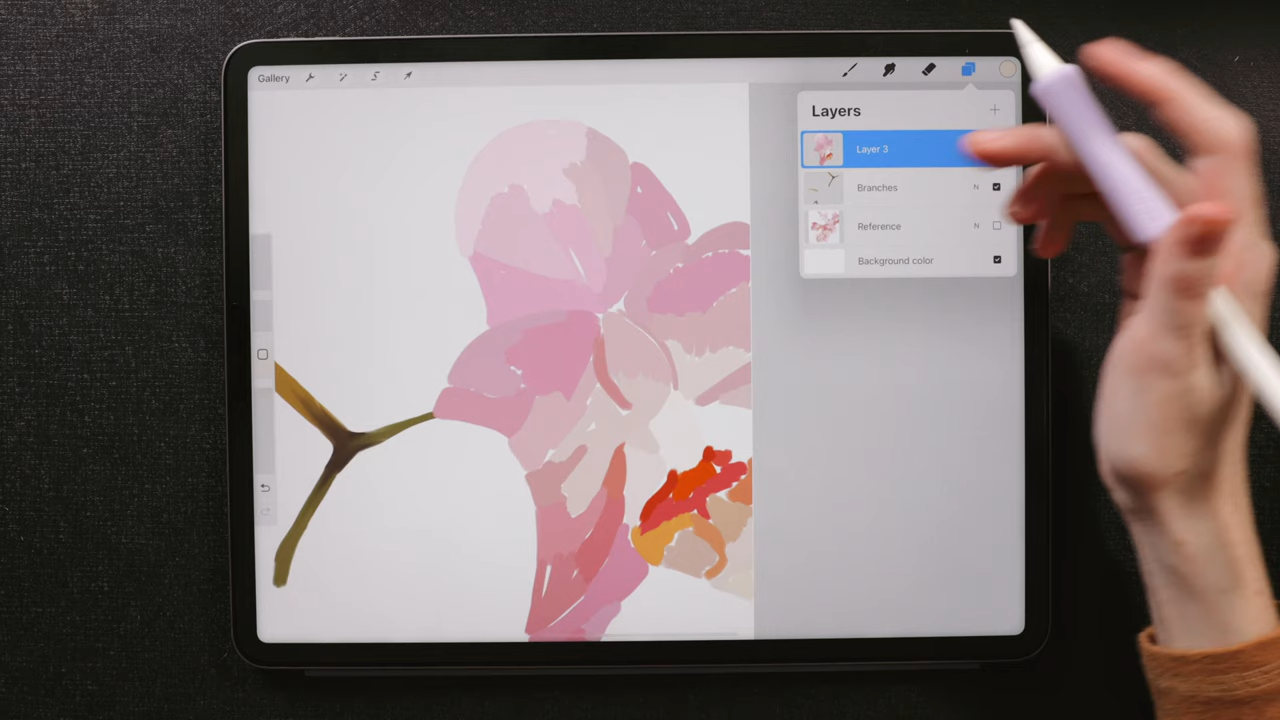 Gallery
Layers
Layer 3
Branches N
Reference N
Background color